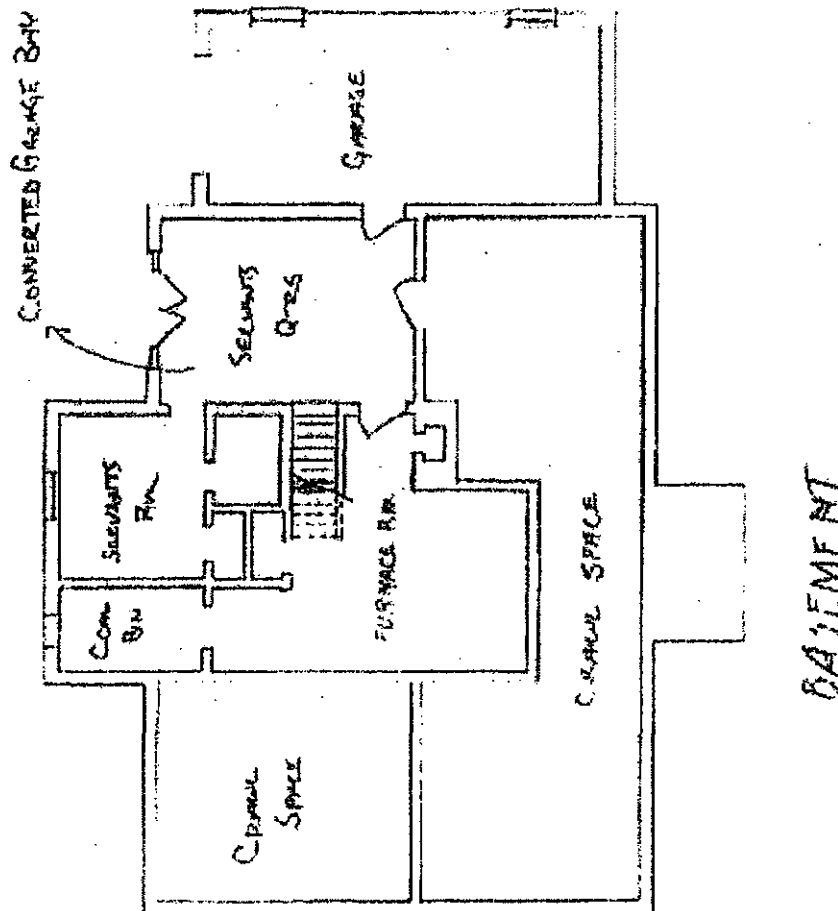 CONVERTED GARAGE BAY
GARAGE
SERVANTS
QTRS
SERVANTS
RM
COAL
BIN
FURNACE RM
CRAWL SPACE
CRAWL
SPACE
BASEMENT